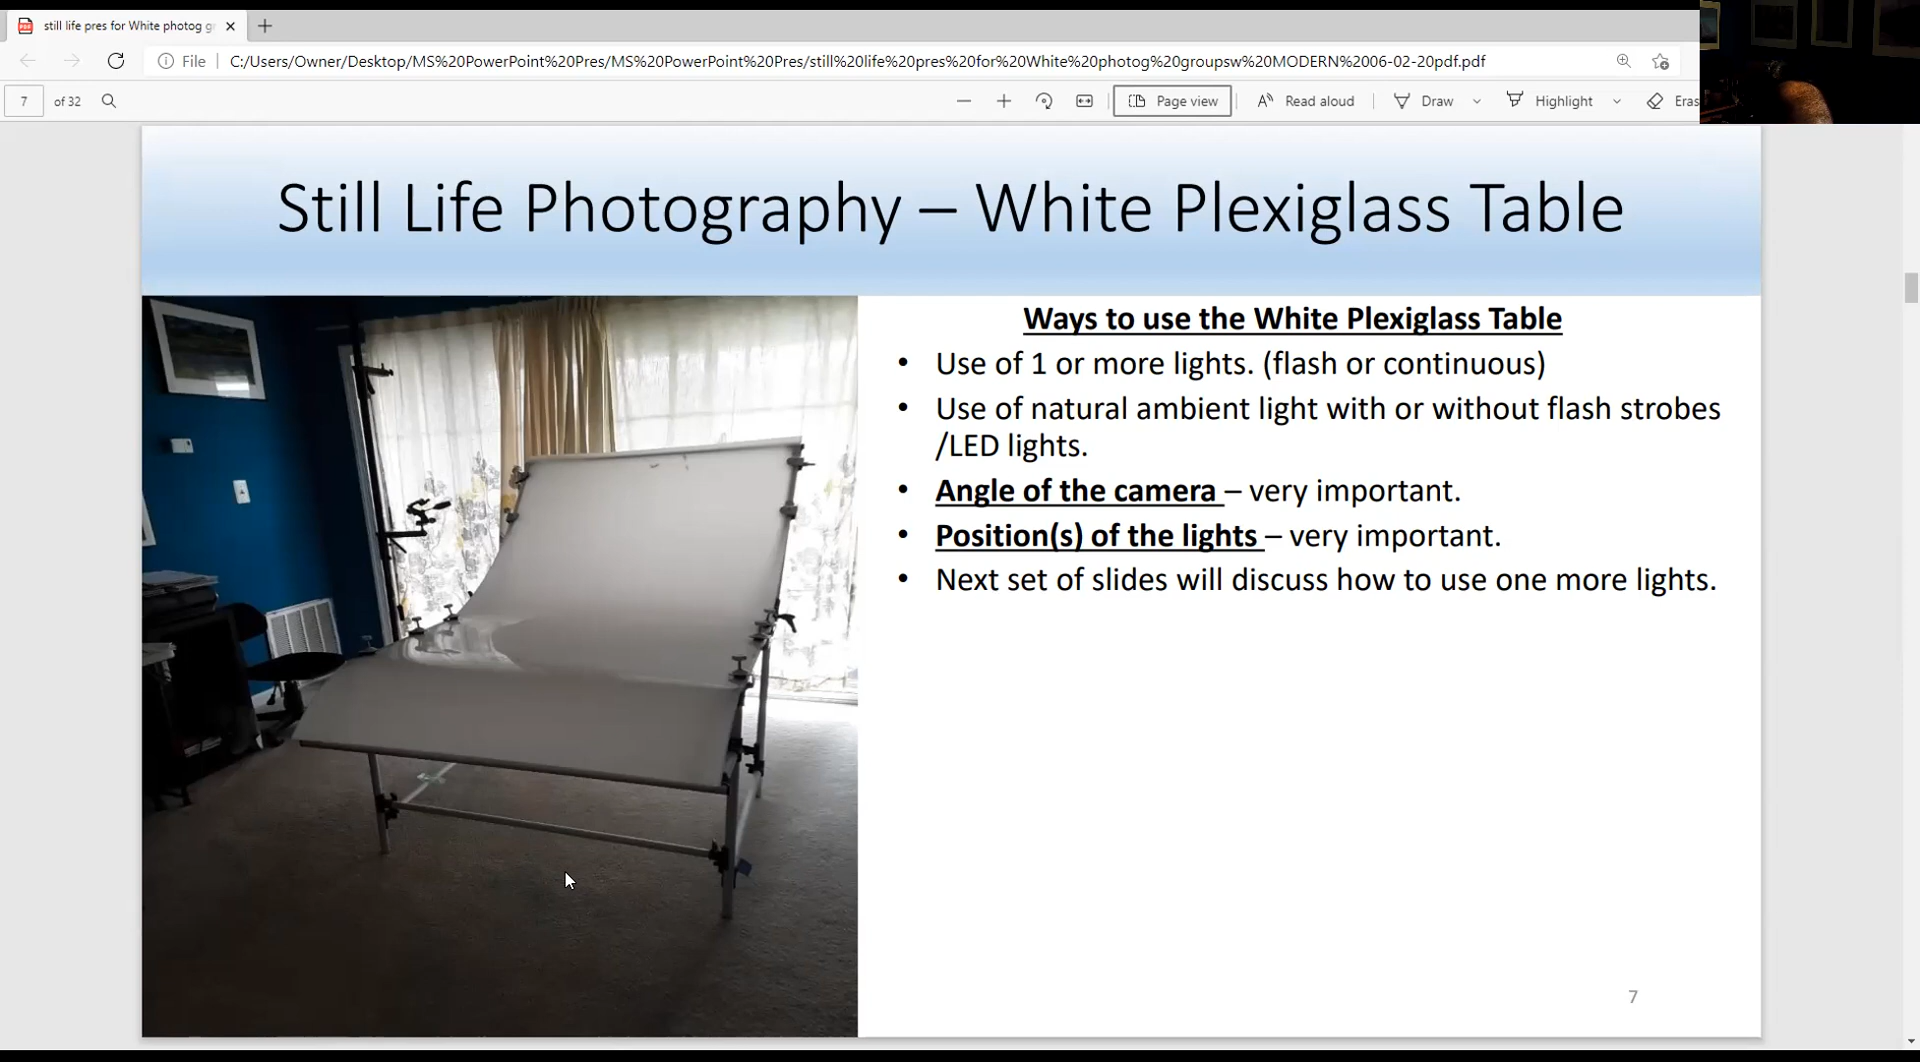 still life pres for White photog g
File C:/Users/Owner/Desktop/MS%20PowerPoint%20Pres/MS%20PowerPoint%20Pres/still%20life%20pres%20for%20White%20photog%20groupsw%20MODERN%2006-02-20pdf.pdf
7 of 32 Page view Read aloud Draw Highlight Eras
Still Life Photography – White Plexiglass Table
Ways to use the White Plexiglass Table
• Use of 1 or more lights. (flash or continuous)
• Use of natural ambient light with or without flash strobes
/LED lights.
• Angle of the camera – very important.
• Position(s) of the lights – very important.
• Next set of slides will discuss how to use one more lights.
7